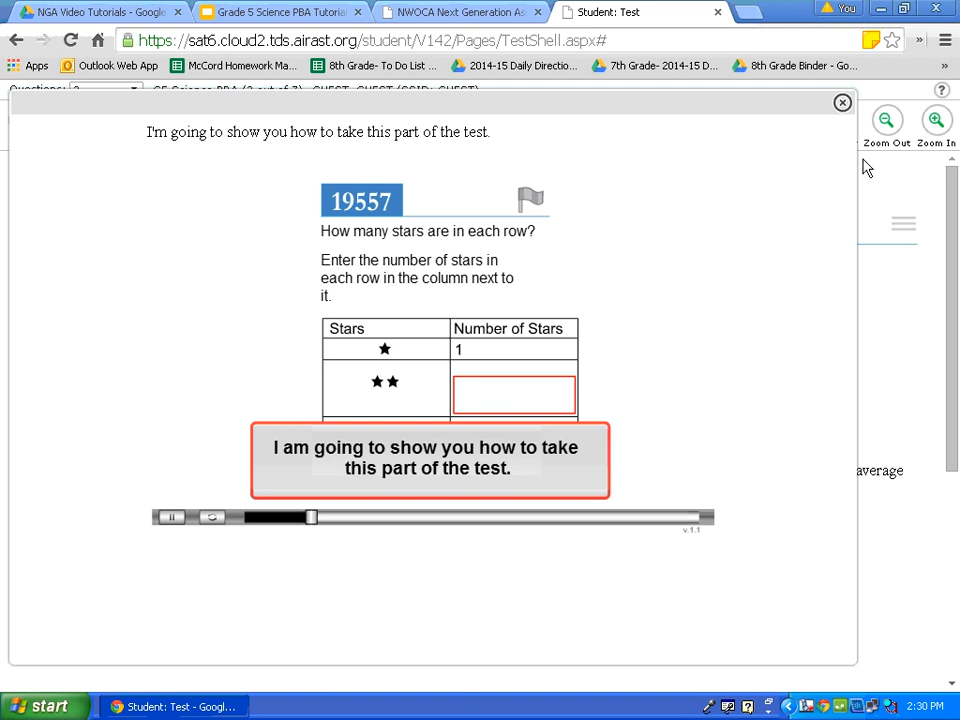 NGA Video Tutorials - Google
Grade 5 Science PBA Tutorial
NWOCA Next Generation As
Student: Test
You
https://sat6.cloud2.tds.airast.org/student/V142/Pages/TestShell.aspx#
Apps
Outlook Web App
McCord Homework Ma...
8th Grade- To Do List ...
2014-15 Daily Directio...
7th Grade- 2014-15 D...
8th Grade Binder - Go...
»
I'm going to show you how to take this part of the test.
Zoom Out
Zoom In
19557
How many stars are in each row?
Enter the number of stars in
each row in the column next to
it.
Stars
Number of Stars
1
I am going to show you how to take
this part of the test.
average
v.1.1
start
Student: Test - Googl...
2:30 PM